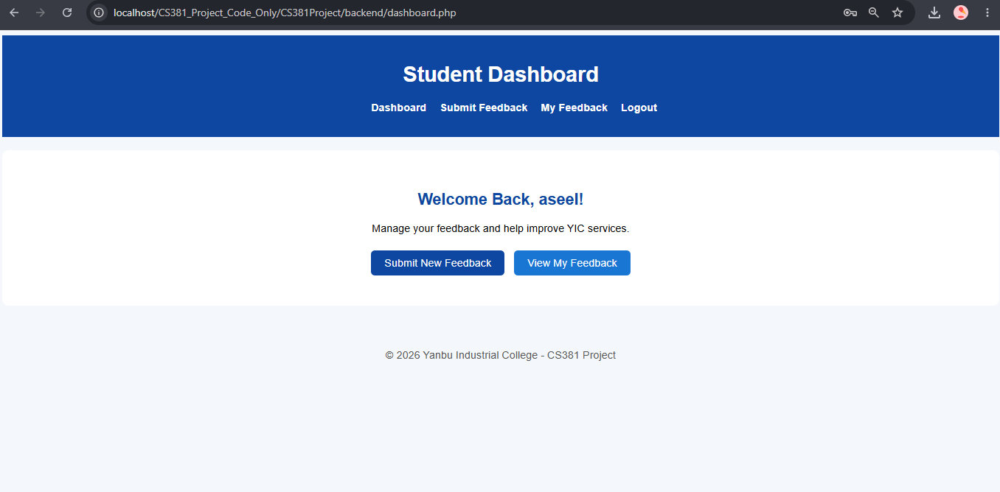 localhost/CS381_Project_Code_Only/CS381Project/backend/dashboard.php
Student Dashboard
Dashboard Submit Feedback My Feedback Logout
Welcome Back, aseel!
Manage your feedback and help improve YIC services.
Submit New Feedback View My Feedback
© 2026 Yanbu Industrial College - CS381 Project